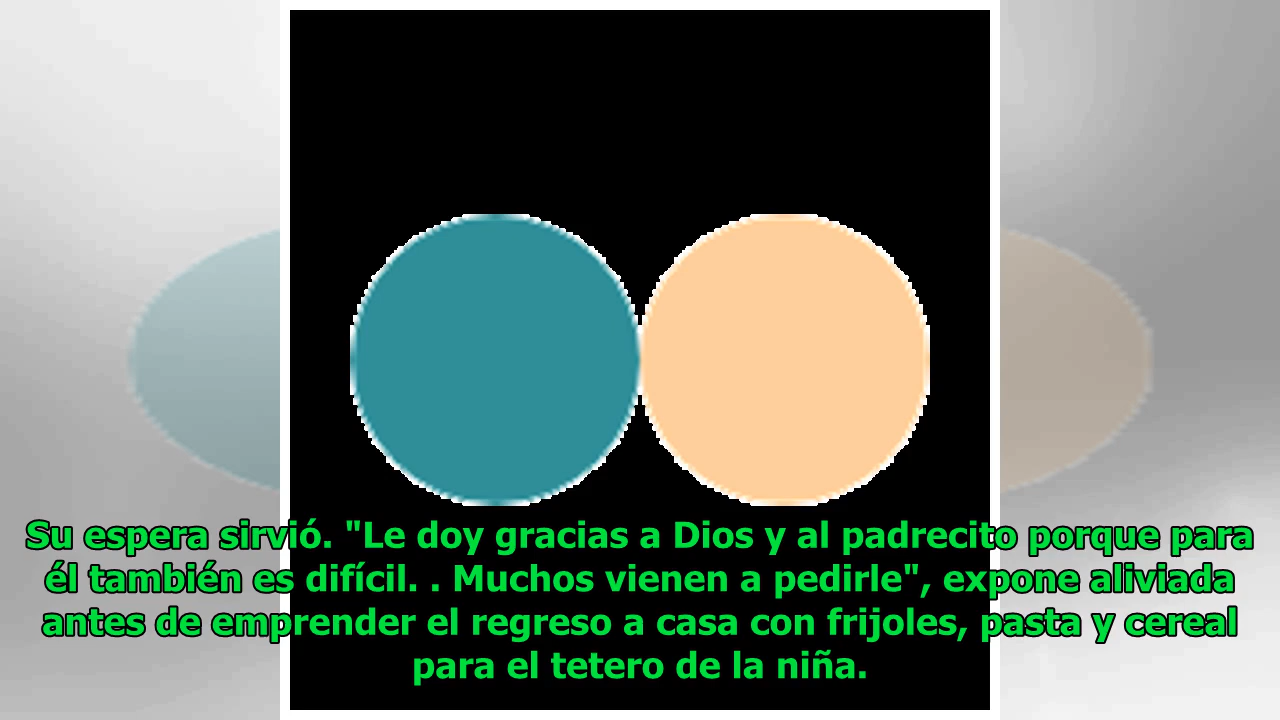 Su espera sirvió. "Le doy gracias a Dios y al padrecito porque para
él también es difícil. . Muchos vienen a pedirle", expone aliviada
antes de emprender el regreso a casa con frijoles, pasta y cereal
para el tetero de la niña.